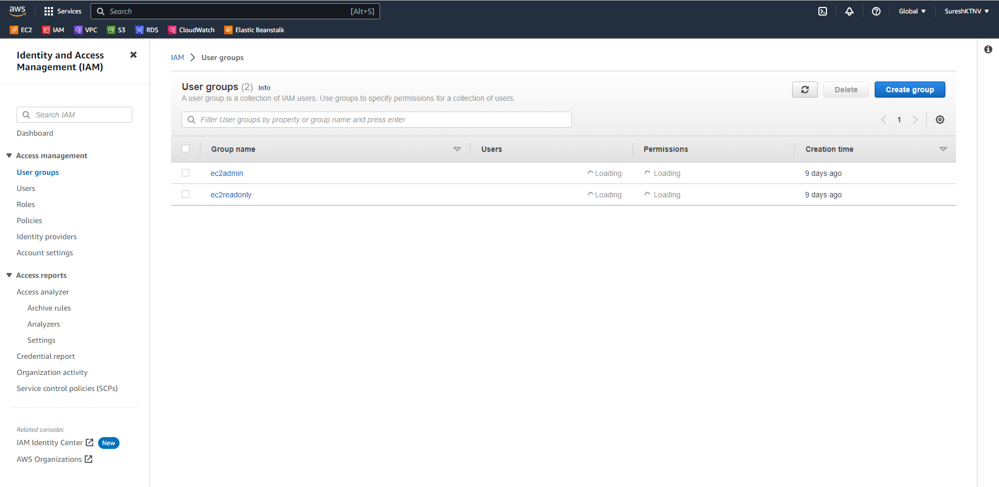 aws
Services
Search [Alt+S]
Global
SureshKTNV
EC2 IAM VPC S3 RDS CloudWatch Elastic Beanstalk
Identity and Access
Management (IAM)
Search IAM
Dashboard
Access management
User groups
Users
Roles
Policies
Identity providers
Account settings
Access reports
Access analyzer
Archive rules
Analyzers
Settings
Credential report
Organization activity
Service control policies (SCPs)
Related consoles
IAM Identity Center New
AWS Organizations
IAM > User groups
User groups (2) Info
A user group is a collection of IAM users. Use groups to specify permissions for a collection of users.
Delete
Create group
Filter User groups by property or group name and press enter
1
Group name Users Permissions Creation time
ec2admin Loading Loading 9 days ago
ec2readonly Loading Loading 9 days ago